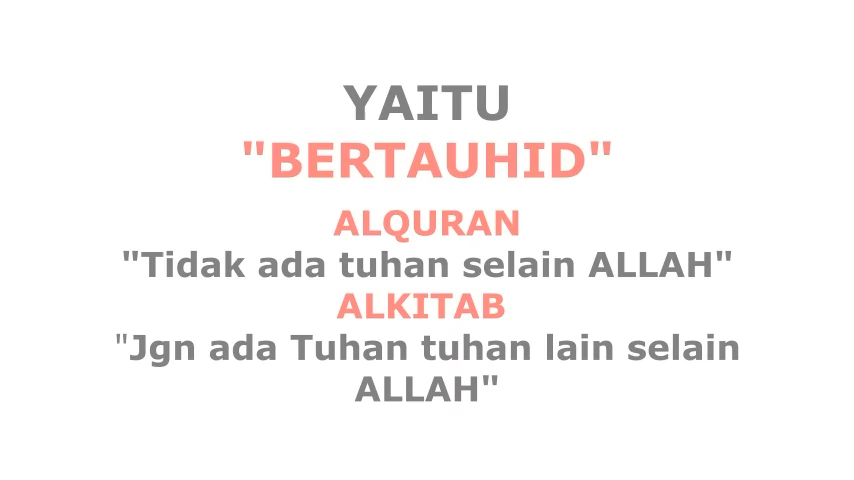 YAITU
"BERTAUHID"
ALQURAN
"Tidak ada tuhan selain ALLAH"
ALKITAB
"Jgn ada Tuhan tuhan lain selain
ALLAH"